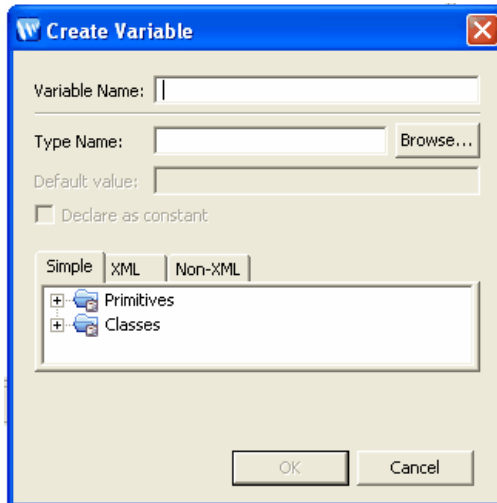 Create Variable
Variable Name:
Type Name: Browse...
Default value:
Declare as constant
Simple XML Non-XML
Primitives
Classes
OK Cancel